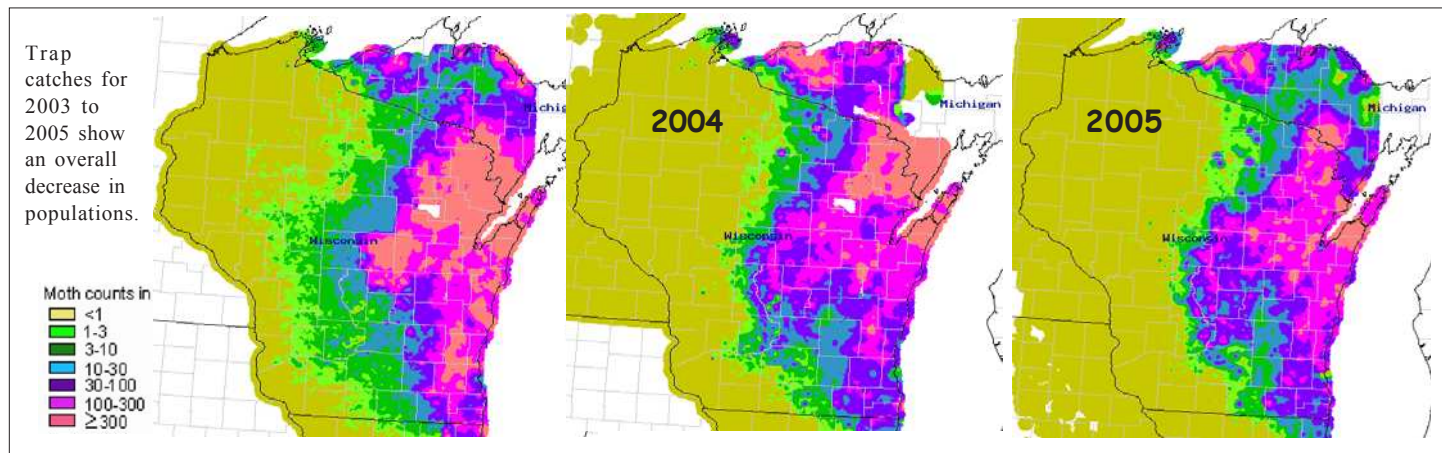 Trap
catches for
2003 to
2005 show
an overall
decrease in
populations.
Moth counts in
<1
1-3
3-10
10-30
30-100
100-300
≥300
Wisconsin
Michigan
2004
Wisconsin
Michigan
2005
Wisconsin
Michigan